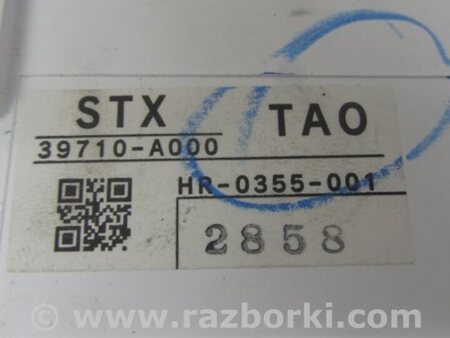 STX TAO
39710-A000
HR-0355-001
2858
© www.razborki.com